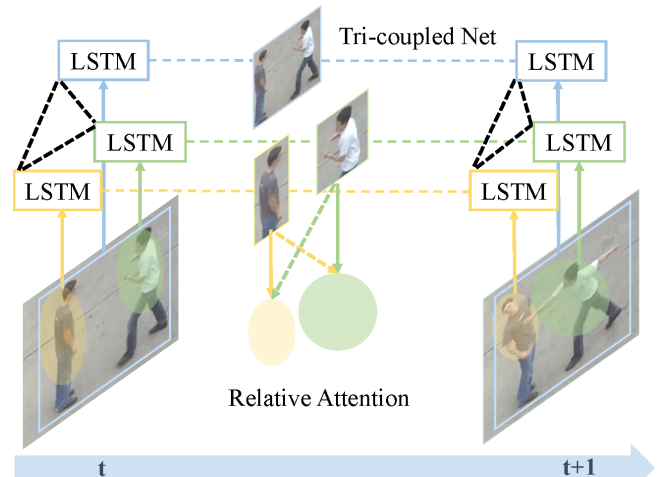 Tri-coupled Net
LSTM
LSTM
LSTM
LSTM
LSTM
LSTM
Relative Attention
t
t+1